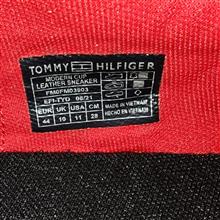 TOMMY HILFIGER
MODERN CUP
LEATHER SNEAKER
FM0FM03903
EFI-TYD 06/21
MADE IN VIETNAM
HECHO EN VIETNAM
EUR UK USA CM
44 10 11 28